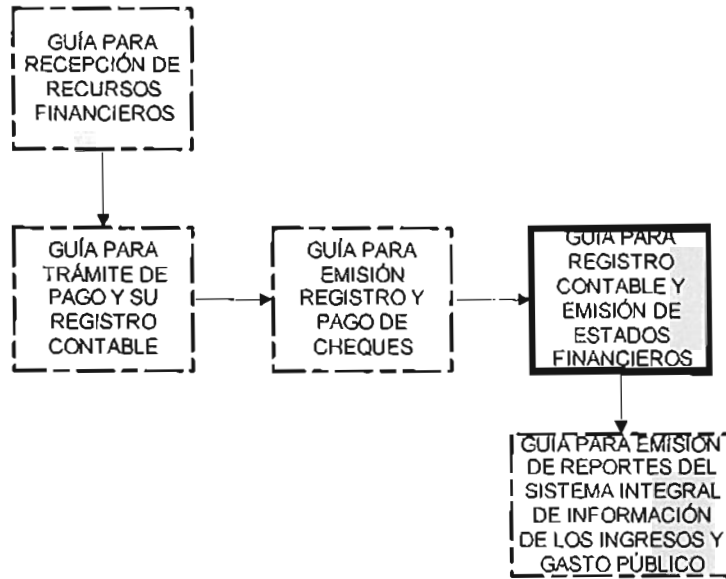 GUÍA PARA
RECEPCIÓN DE
RECURSOS
FINANCIEROS
GUÍA PARA
TRÁMITE DE
PAGO Y SU
REGISTRO
CONTABLE
GUÍA PARA
EMISIÓN
REGISTRO Y
PAGO DE
CHEQUES
GUÍA PARA
REGISTRO
CONTABLE Y
EMISIÓN DE
ESTADOS
FINANCIEROS
GUÍA PARA EMISIÓN
DE REPORTES DEL
SISTEMA INTEGRAL
DE INFORMACIÓN
DE LOS INGRESOS Y
GASTO PÚBLICO